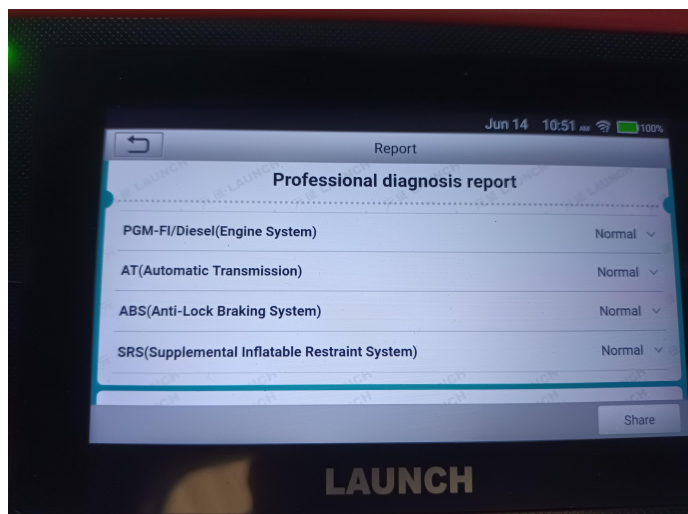 Jun 14 10:51 AM 100%
Report
Professional diagnosis report
PGM-FI/Diesel(Engine System) Normal
AT(Automatic Transmission) Normal
ABS(Anti-Lock Braking System) Normal
SRS(Supplemental Inflatable Restraint System) Normal
Share
LAUNCH